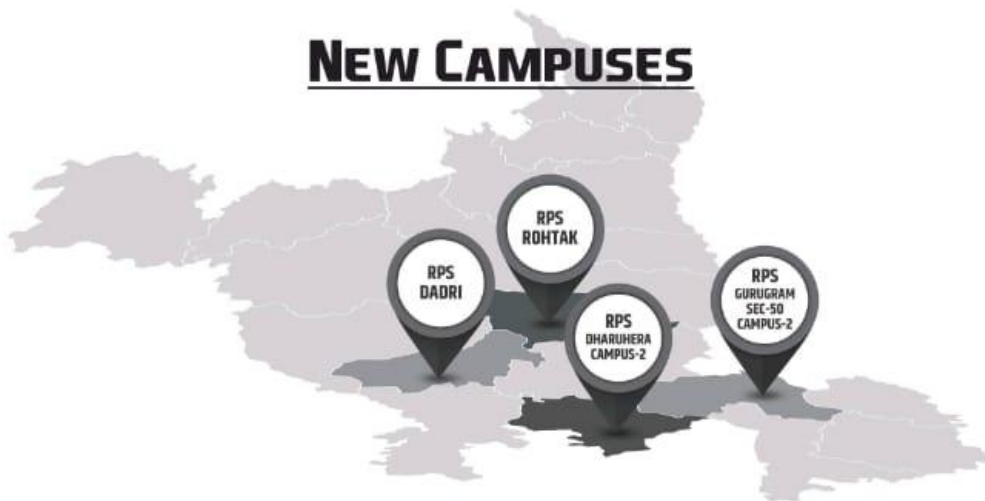 NEW CAMPUSES
RPS
ROHTAK
RPS
DADRI
RPS
GURUGRAM
SEC-50
CAMPUS-2
RPS
DHARUHERA
CAMPUS-2